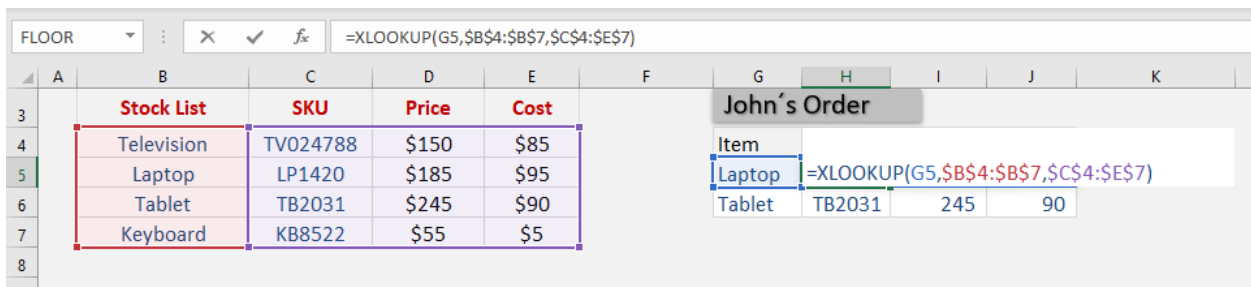 FLOOR =XLOOKUP(G5,$B$4:$B$7,$C$4:$E$7)
A B C D E F G H I J K
3 Stock List SKU Price Cost John´s Order
4 Television TV024788 $150 $85 Item
5 Laptop LP1420 $185 $95 Laptop =XLOOKUP(G5,$B$4:$B$7,$C$4:$E$7)
6 Tablet TB2031 $245 $90 Tablet TB2031 245 90
7 Keyboard KB8522 $55 $5
8